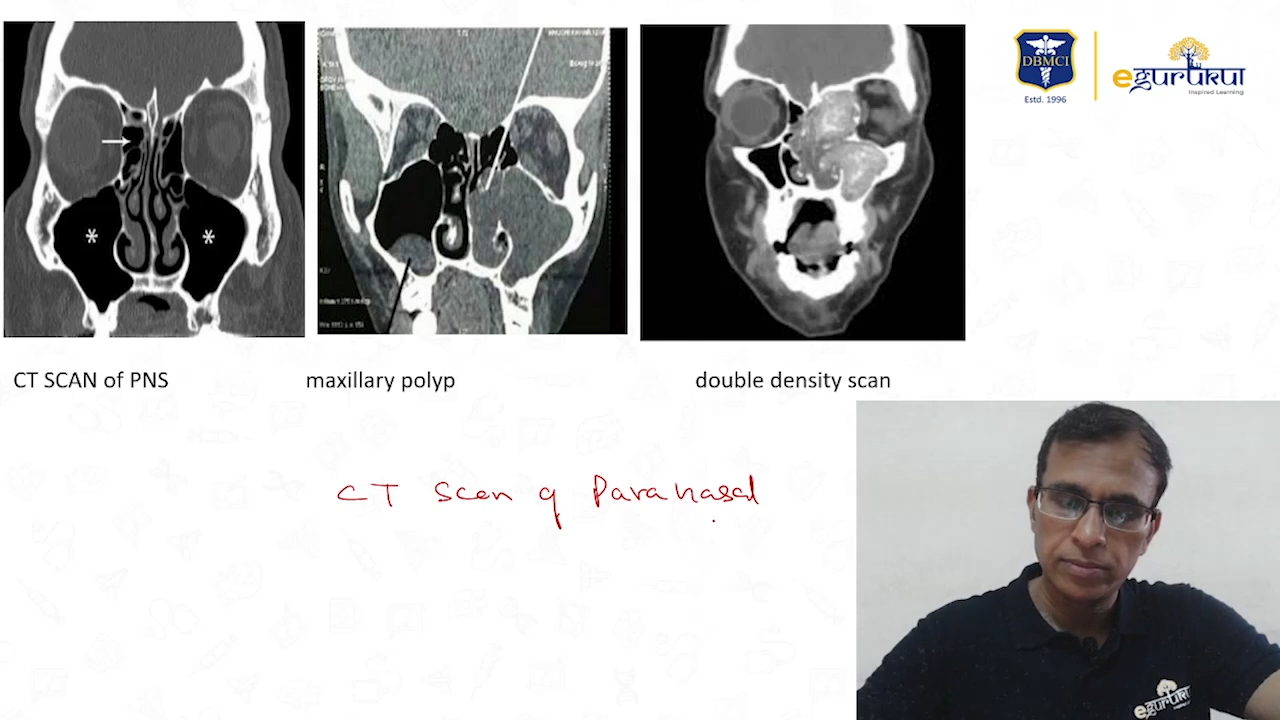 DBMCI
Estd. 1996
egurukul
Inspired Learning
*
*
CT SCAN of PNS
maxillary polyp
double density scan
CT Scan of Paranasal
egurukul